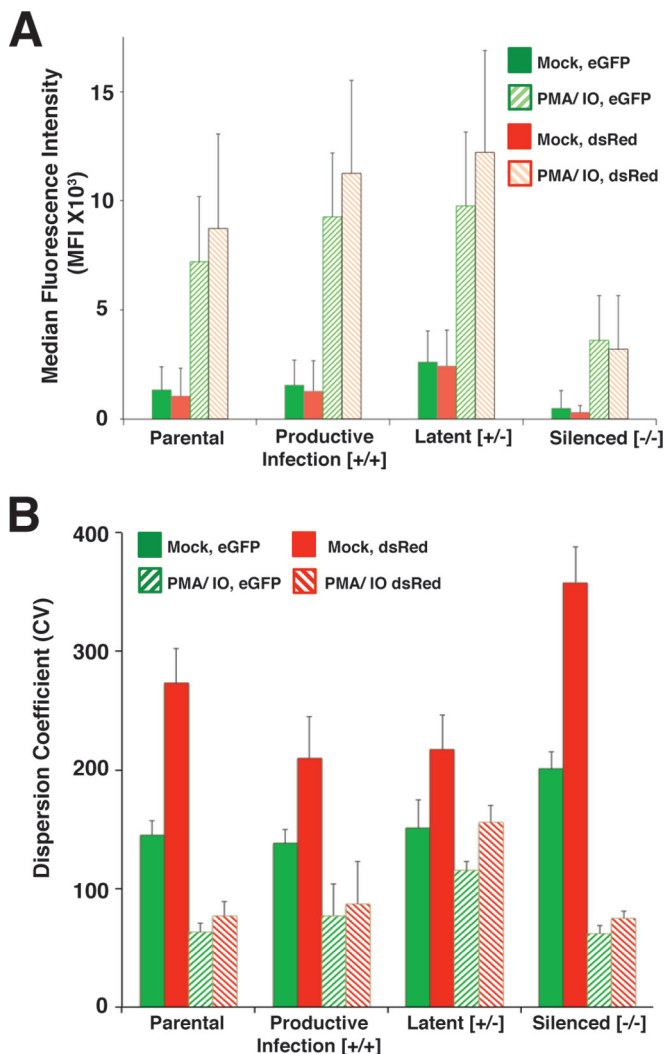 A
Median Fluorescence Intensity
(MFI X10³)
15
10
5
0
Mock, eGFP
PMA/ IO, eGFP
Mock, dsRed
PMA/ IO, dsRed
Parental
Productive
Infection [+/+]
Latent [+/-]
Silenced [-/-]
B
Dispersion Coefficient (CV)
400
300
200
100
0
Mock, eGFP
Mock, dsRed
PMA/ IO, eGFP
PMA/ IO dsRed
Parental
Productive
Infection [+/+]
Latent [+/-]
Silenced [-/-]